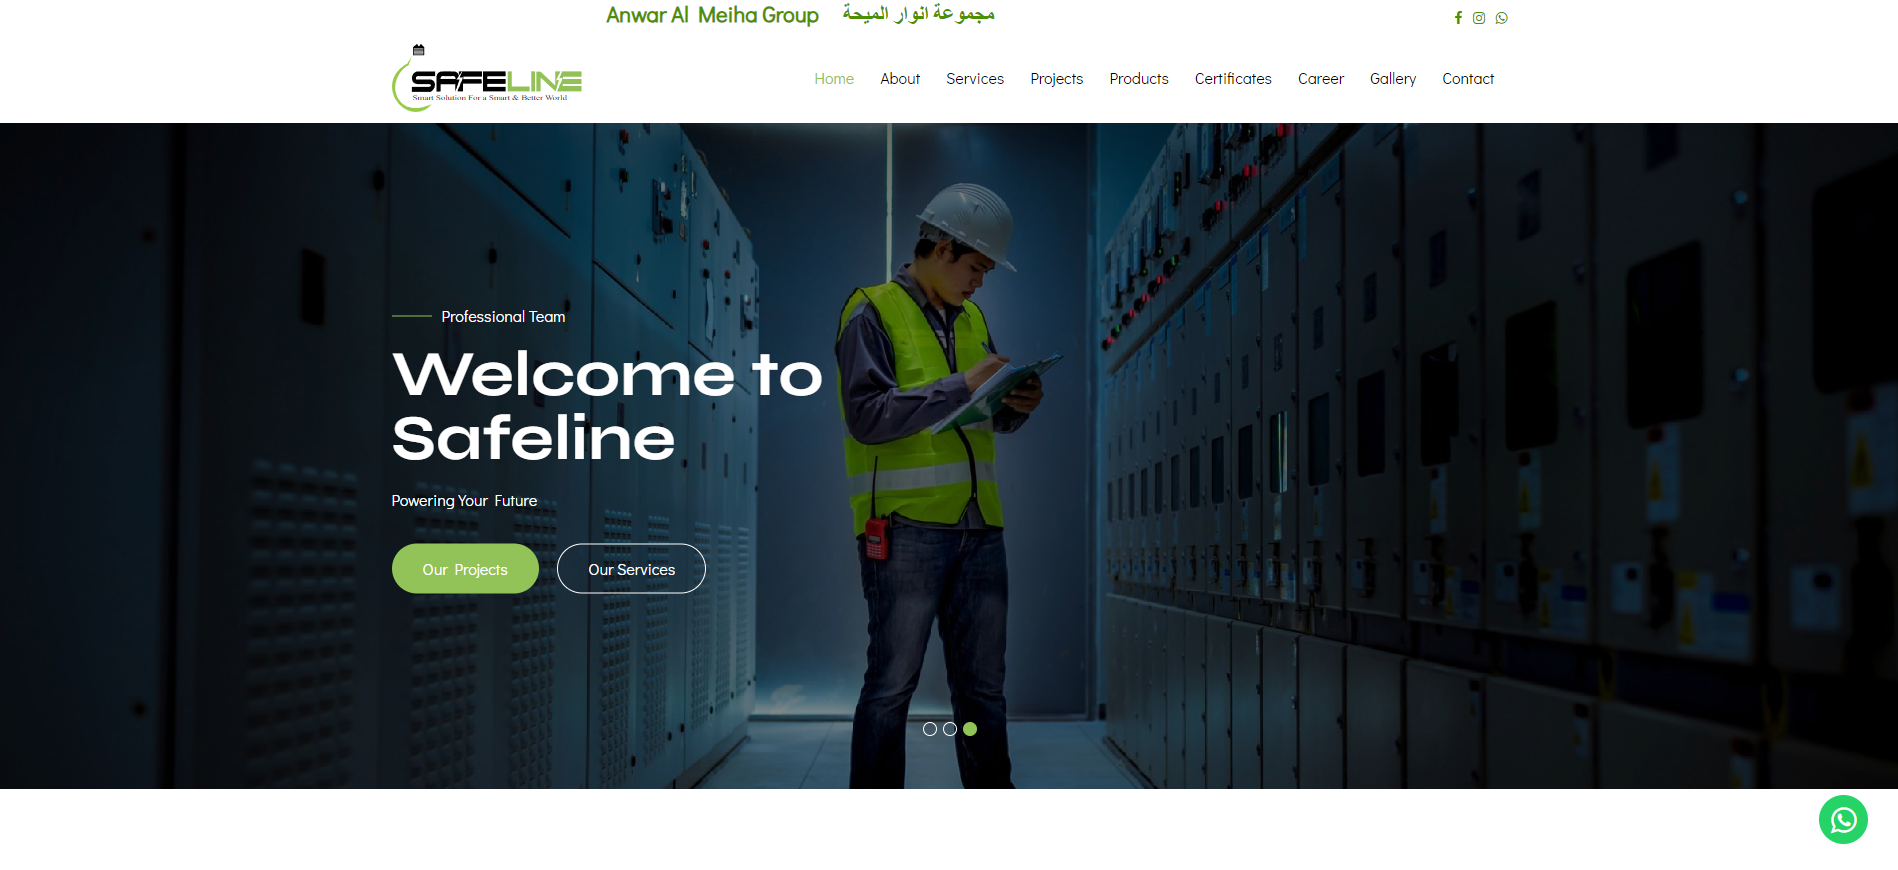 Anwar Al Meiha Group مجموعة انوار الميحة
SAFELINE
Smart Solution For a Smart & Better World
Home About Services Projects Products Certificates Career Gallery Contact
Professional Team
Welcome to
Safeline
Powering Your Future
Our Projects Our Services